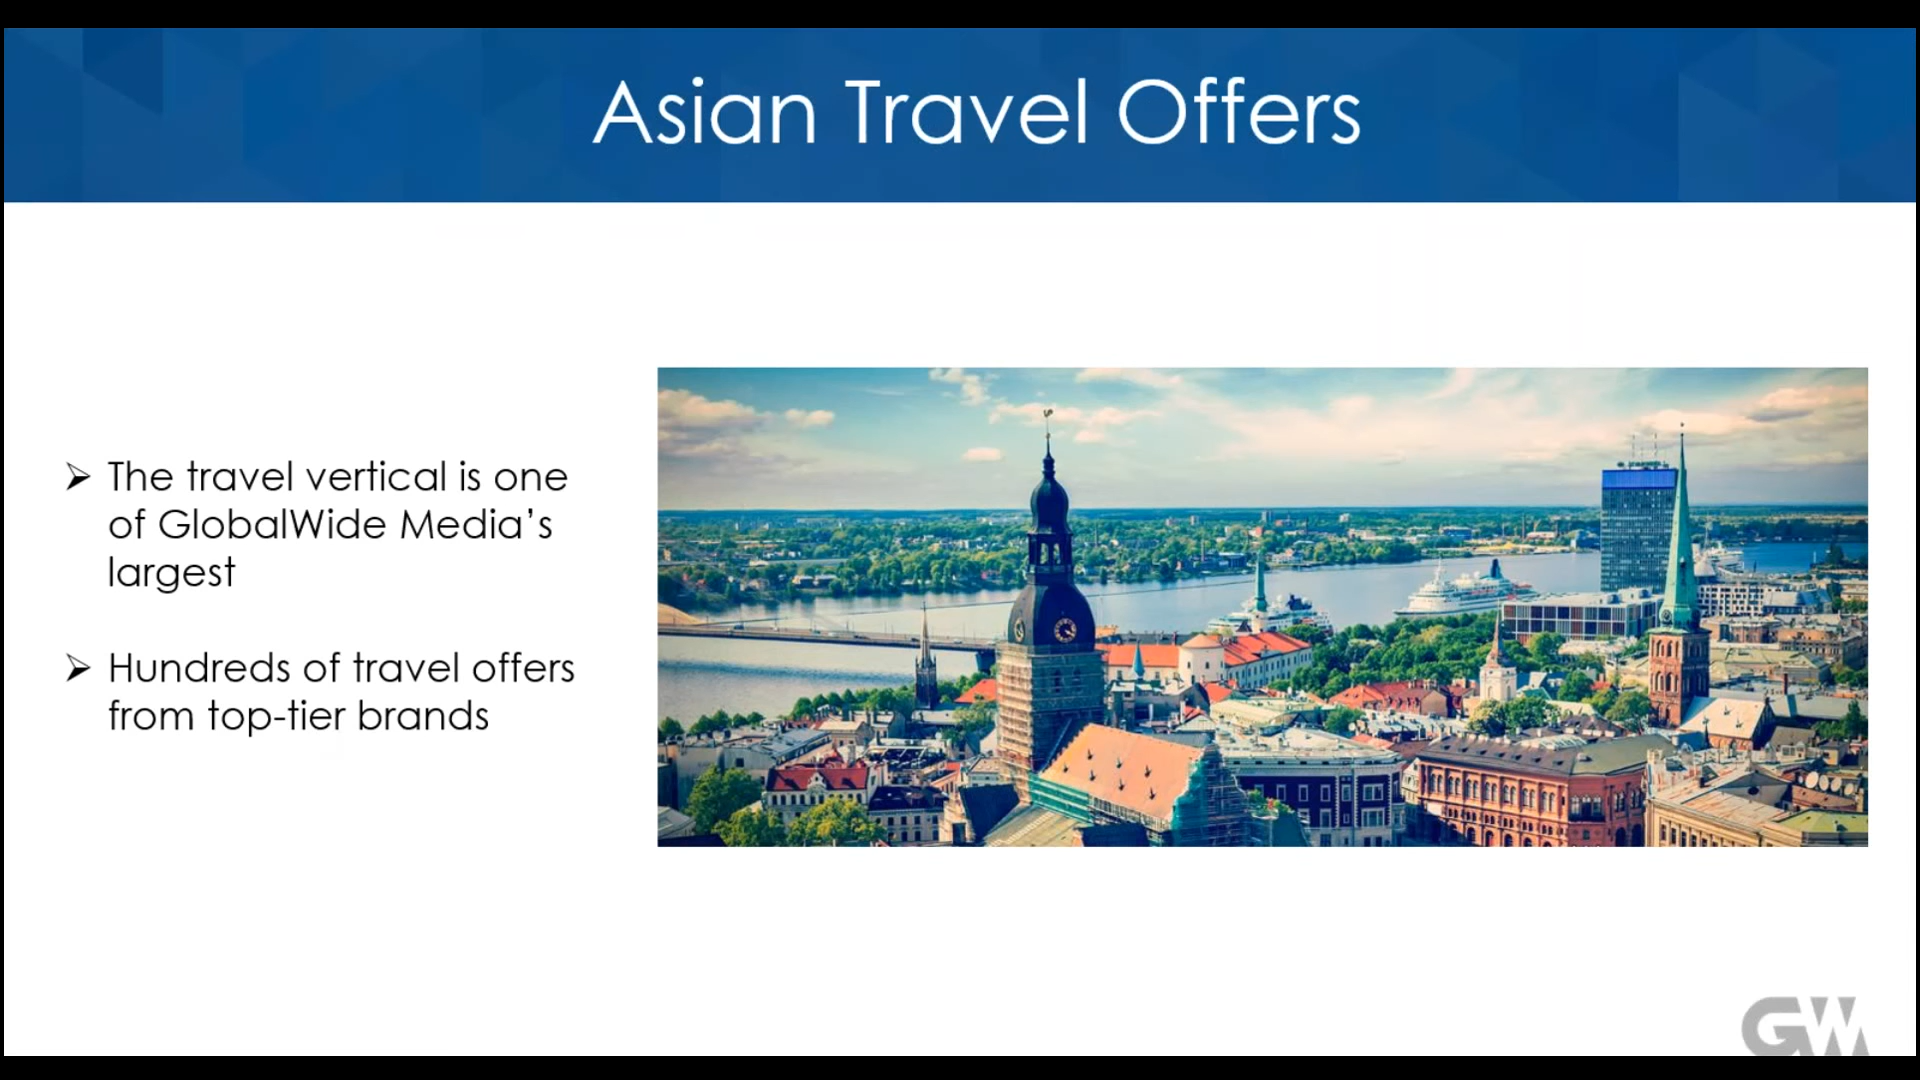 Asian Travel Offers
➢ The travel vertical is one
of GlobalWide Media’s
largest
➢ Hundreds of travel offers
from top-tier brands
GWM